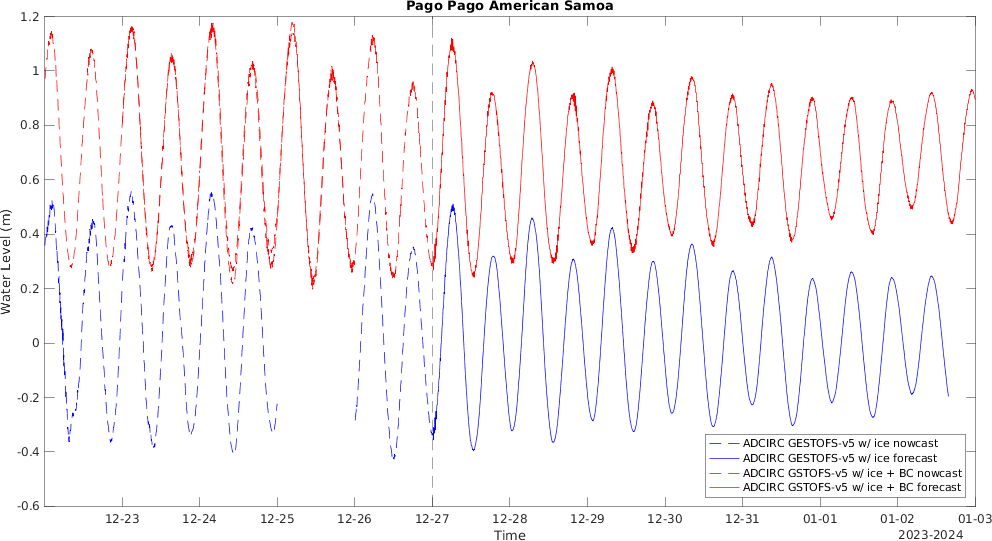 Pago Pago American Samoa
1.2
1
0.8
0.6
0.4
0.2
0
-0.2
-0.4
-0.6
Water Level (m)
12-23 12-24 12-25 12-26 12-27 12-28 12-29 12-30 12-31 01-01 01-02 01-03
Time
2023-2024
ADCIRC GESTOFS-v5 w/ ice nowcast
ADCIRC GESTOFS-v5 w/ ice forecast
ADCIRC GSTOFS-v5 w/ ice + BC nowcast
ADCIRC GSTOFS-v5 w/ ice + BC forecast